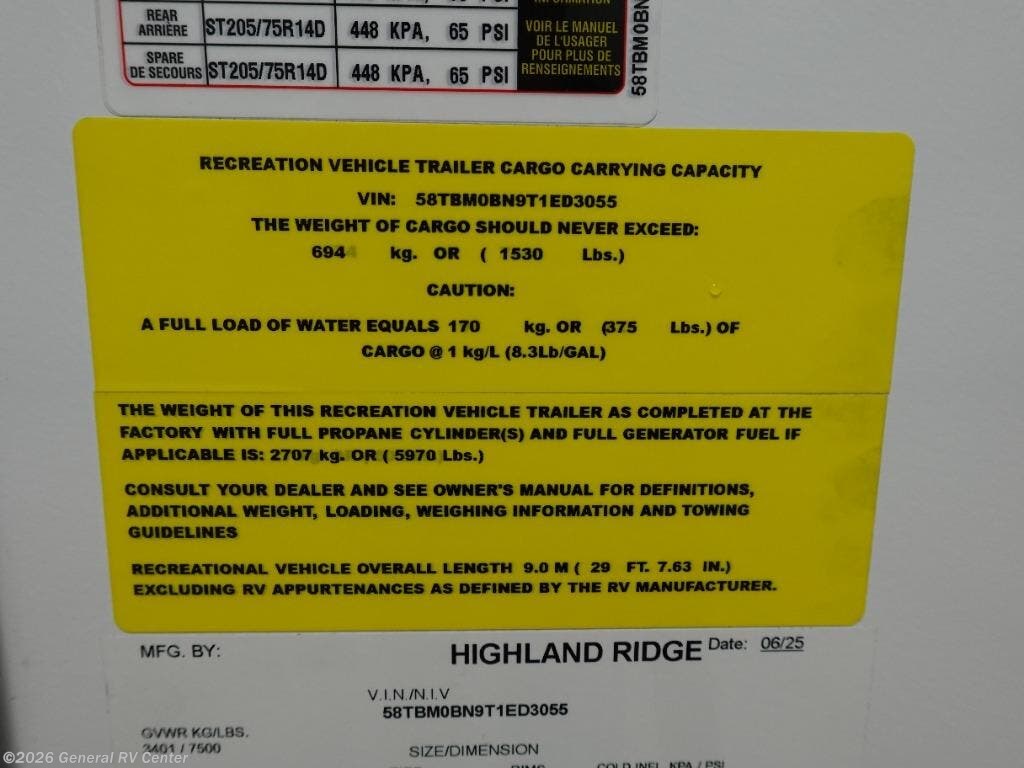 INFORMATION
REAR
ARRIÈRE
ST205/75R14D
448 KPA, 65 PSI
VOIR LE MANUEL
DE L'USAGER
POUR PLUS DE
RENSEIGNEMENTS
SPARE
DE SECOURS
ST205/75R14D
448 KPA, 65 PSI
58TBM0BN
RECREATION VEHICLE TRAILER CARGO CARRYING CAPACITY
VIN: 58TBM0BN9T1ED3055
THE WEIGHT OF CARGO SHOULD NEVER EXCEED:
694 kg. OR ( 1530 Lbs.)
CAUTION:
A FULL LOAD OF WATER EQUALS 170 kg. OR (375 Lbs.) OF
CARGO @ 1 kg/L (8.3Lb/GAL)
THE WEIGHT OF THIS RECREATION VEHICLE TRAILER AS COMPLETED AT THE
FACTORY WITH FULL PROPANE CYLINDER(S) AND FULL GENERATOR FUEL IF
APPLICABLE IS: 2707 kg. OR ( 5970 Lbs.)
CONSULT YOUR DEALER AND SEE OWNER'S MANUAL FOR DEFINITIONS,
ADDITIONAL WEIGHT, LOADING, WEIGHING INFORMATION AND TOWING
GUIDELINES
RECREATIONAL VEHICLE OVERALL LENGTH 9.0 M ( 29 FT. 7.63 IN.)
EXCLUDING RV APPURTENANCES AS DEFINED BY THE RV MANUFACTURER.
MFG. BY: HIGHLAND RIDGE Date: 06/25
V.I.N./N.I.V
58TBM0BN9T1ED3055
GVWR KG/LBS.
3401 / 7500
SIZE/DIMENSION
RIMS COLD INFL. KPA / PSI
©2026 General RV Center